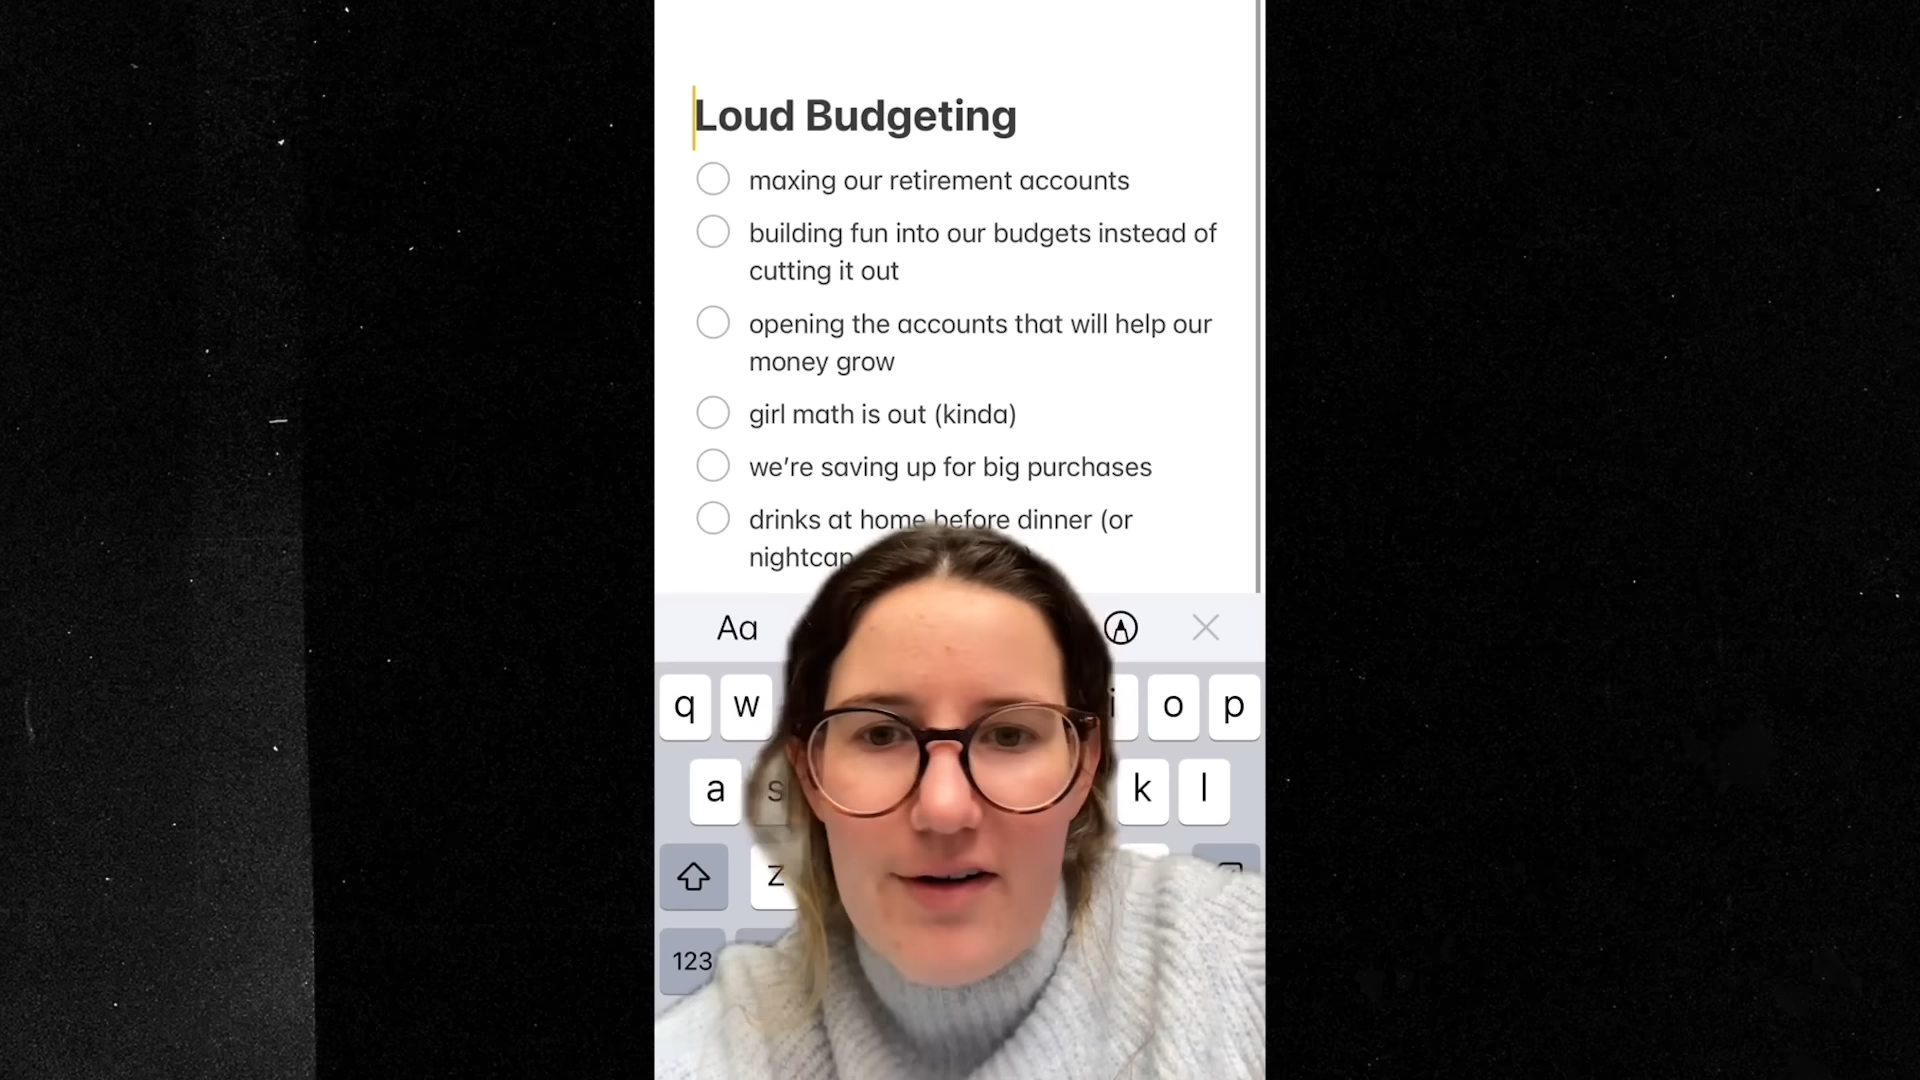 Loud Budgeting
maxing our retirement accounts
building fun into our budgets instead of
cutting it out
opening the accounts that will help our
money grow
girl math is out (kinda)
we're saving up for big purchases
drinks at home before dinner (or
Aa
q w i o p
a s k l
z
123